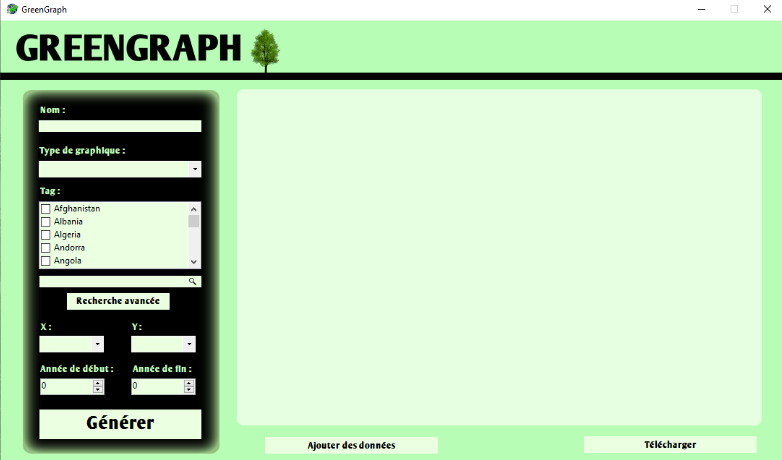 GreenGraph
GREENGRAPH
Nom :
Type de graphique :
Tag :
Afghanistan
Albania
Algeria
Andorra
Angola
Recherche avancée
X : Y :
Année de début : Année de fin :
0 0
Générer
Ajouter des données Télécharger